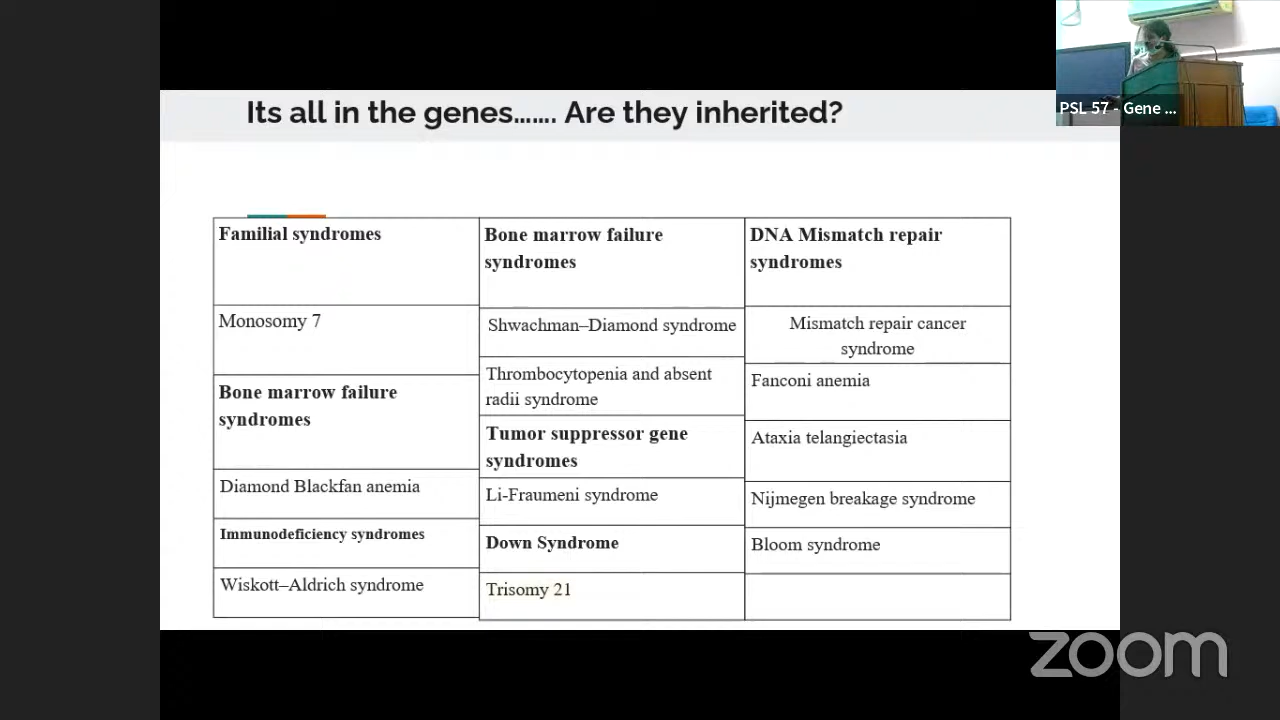 Its all in the genes....... Are they inherited?
PSL 57 - Gene ...
Familial syndromes
Monosomy 7
Bone marrow failure
syndromes
Diamond Blackfan anemia
Immunodeficiency syndromes
Wiskott–Aldrich syndrome
Bone marrow failure
syndromes
Shwachman–Diamond syndrome
Thrombocytopenia and absent
radii syndrome
Tumor suppressor gene
syndromes
Li-Fraumeni syndrome
Down Syndrome
Trisomy 21
DNA Mismatch repair
syndromes
Mismatch repair cancer
syndrome
Fanconi anemia
Ataxia telangiectasia
Nijmegen breakage syndrome
Bloom syndrome
zoom